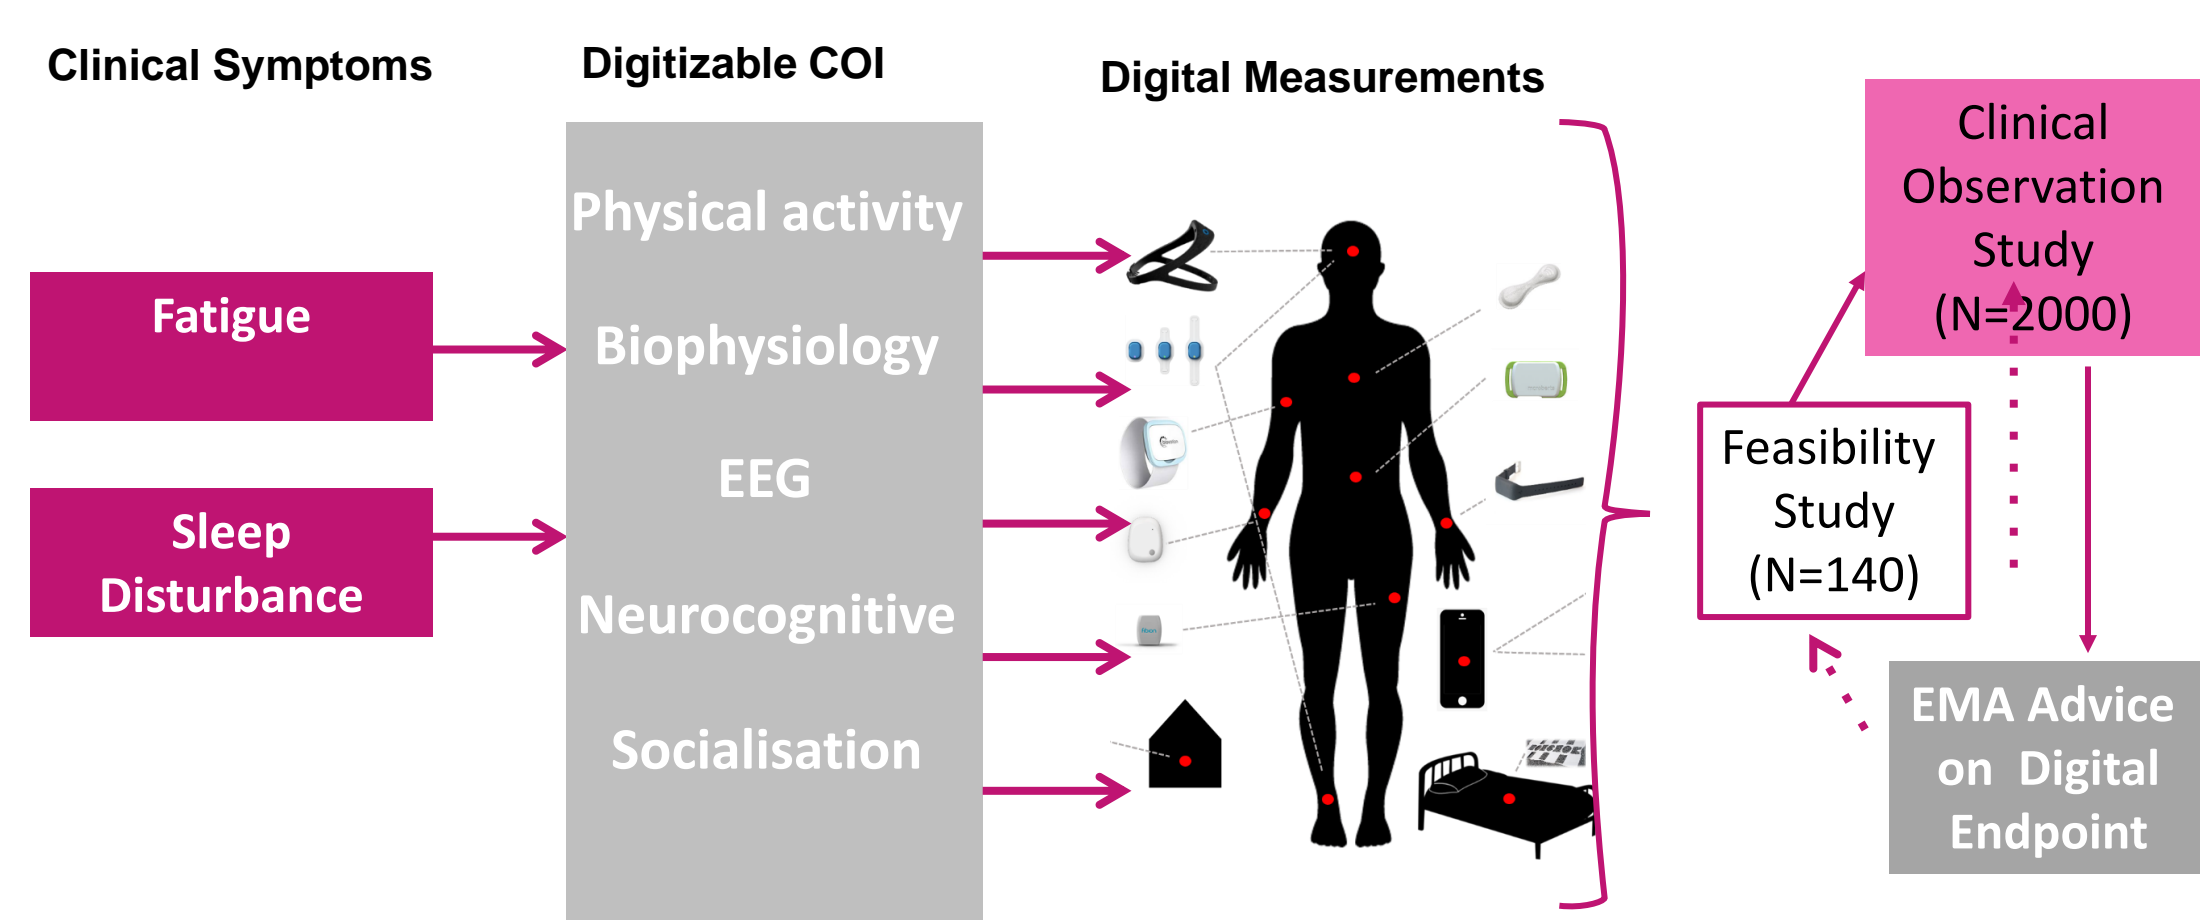 Clinical Symptoms
Digitizable COI
Digital Measurements
Fatigue
Sleep
Disturbance
Physical activity
Biophysiology
EEG
Neurocognitive
Socialisation
Clinical
Observation
Study
(N=2000)
Feasibility
Study
(N=140)
EMA Advice
on Digital
Endpoint